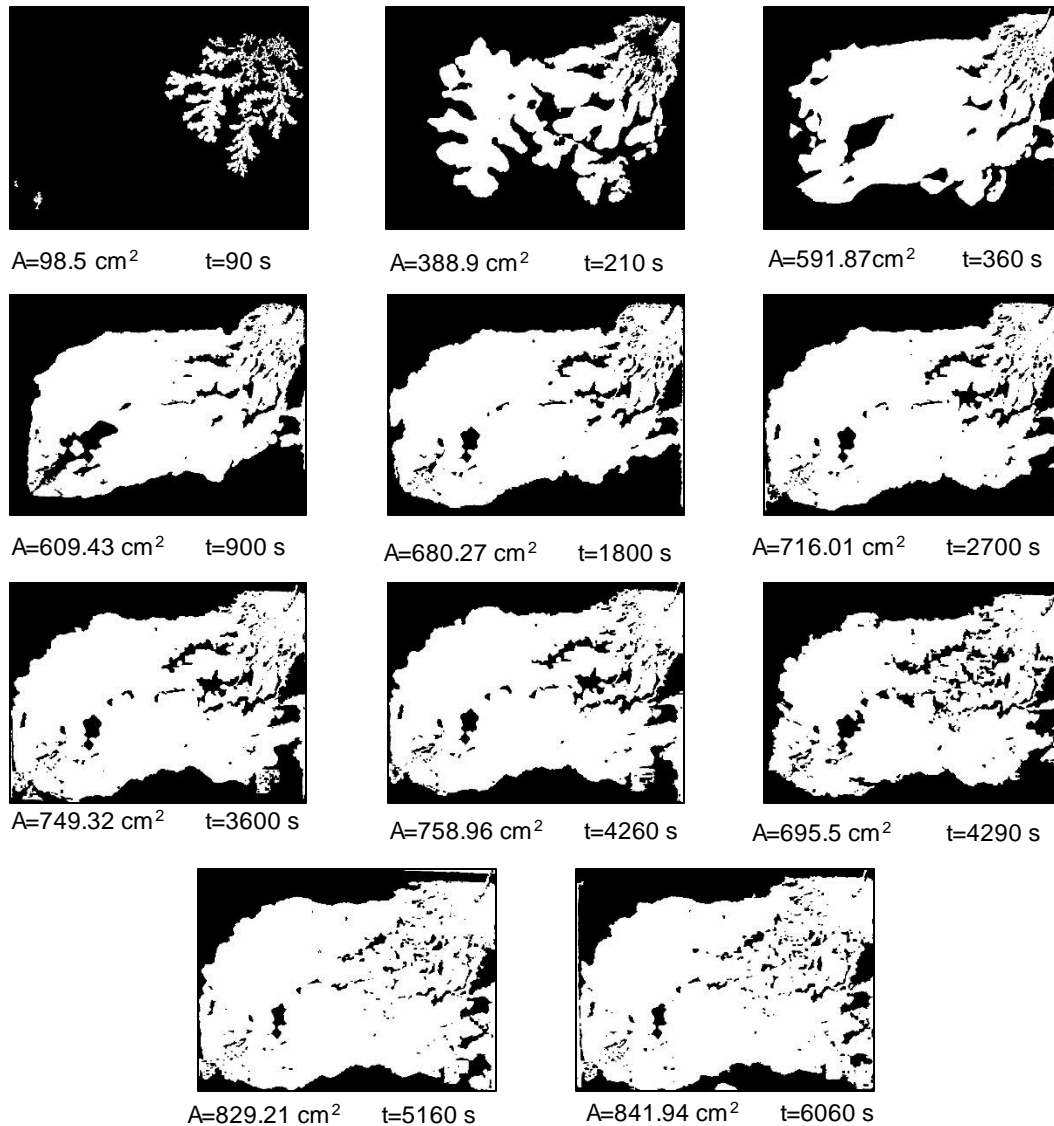 A=98.5 cm² t=90 s
A=388.9 cm² t=210 s
A=591.87cm² t=360 s
A=609.43 cm² t=900 s
A=680.27 cm² t=1800 s
A=716.01 cm² t=2700 s
A=749.32 cm² t=3600 s
A=758.96 cm² t=4260 s
A=695.5 cm² t=4290 s
A=829.21 cm² t=5160 s
A=841.94 cm² t=6060 s